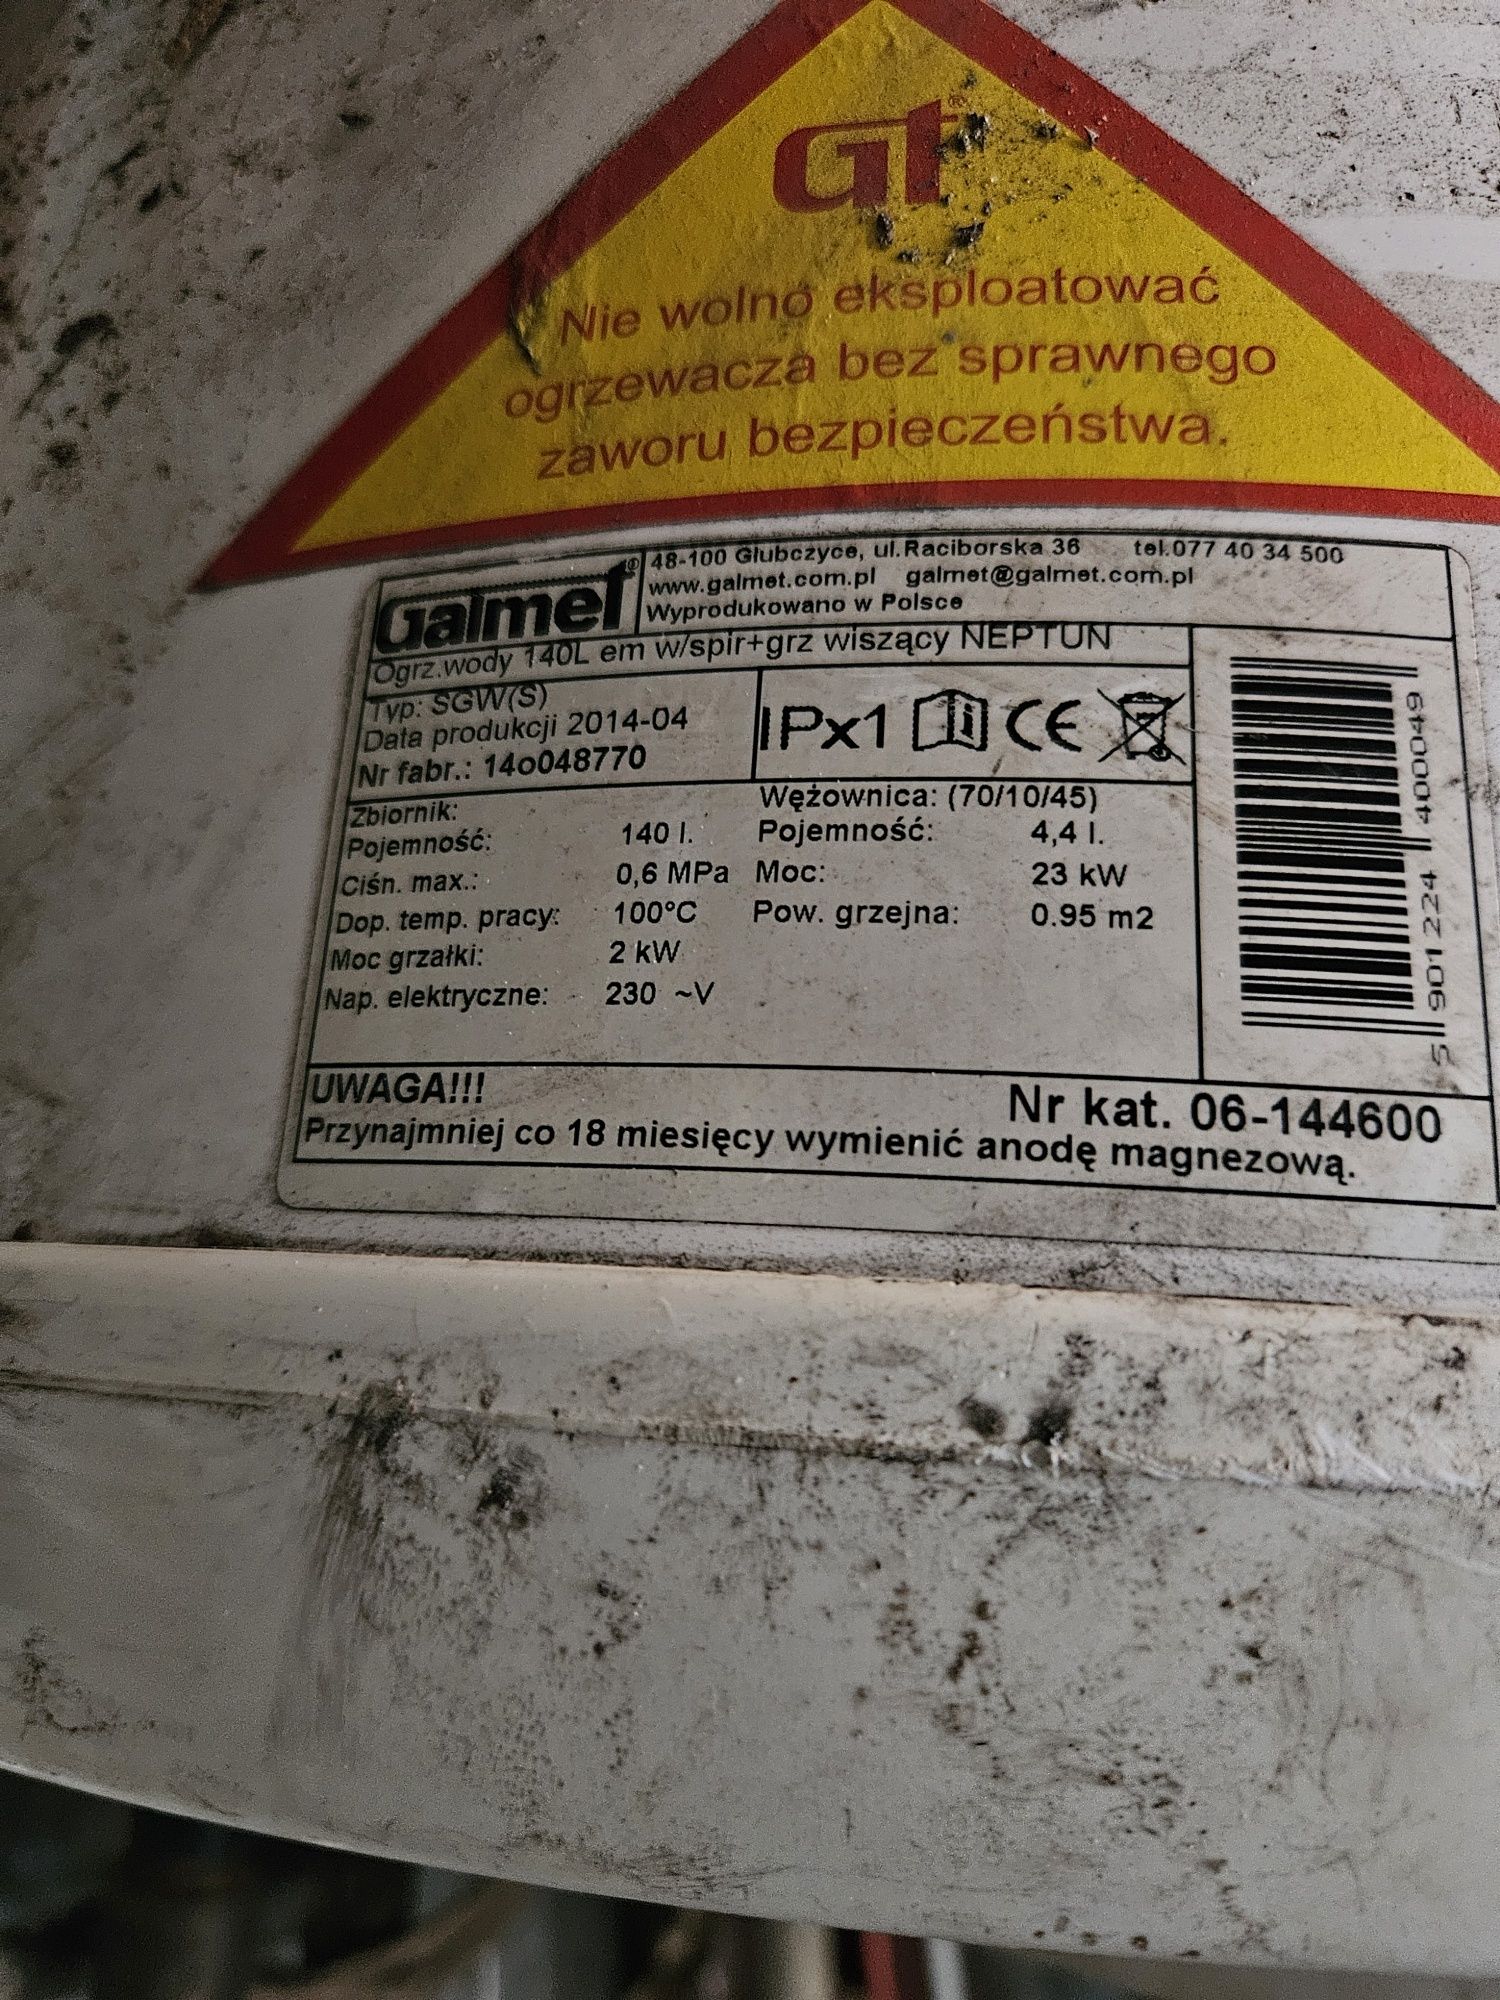 Gt®
Nie wolno eksploatować
ogrzewacza bez sprawnego
zaworu bezpieczeństwa.
Galmet® 48-100 Głubczyce, ul.Raciborska 36 tel.077 40 34 500
www.galmet.com.pl galmet@galmet.com.pl
Wyprodukowano w Polsce
Ogrz.wody 140L em w/spir+grz wiszący NEPTUN
Typ: SGW(S)
Data produkcji 2014-04
Nr fabr.: 14o048770
IPx1 CE
Zbiornik: Wężownica: (70/10/45)
Pojemność: 140 l. Pojemność: 4,4 l.
Ciśn. max.: 0,6 MPa Moc: 23 kW
Dop. temp. pracy: 100°C Pow. grzejna: 0.95 m2
Moc grzałki: 2 kW
Nap. elektryczne: 230 ~V
5 901224 400049
UWAGA!!! Nr kat. 06-144600
Przynajmniej co 18 miesięcy wymienić anodę magnezową.